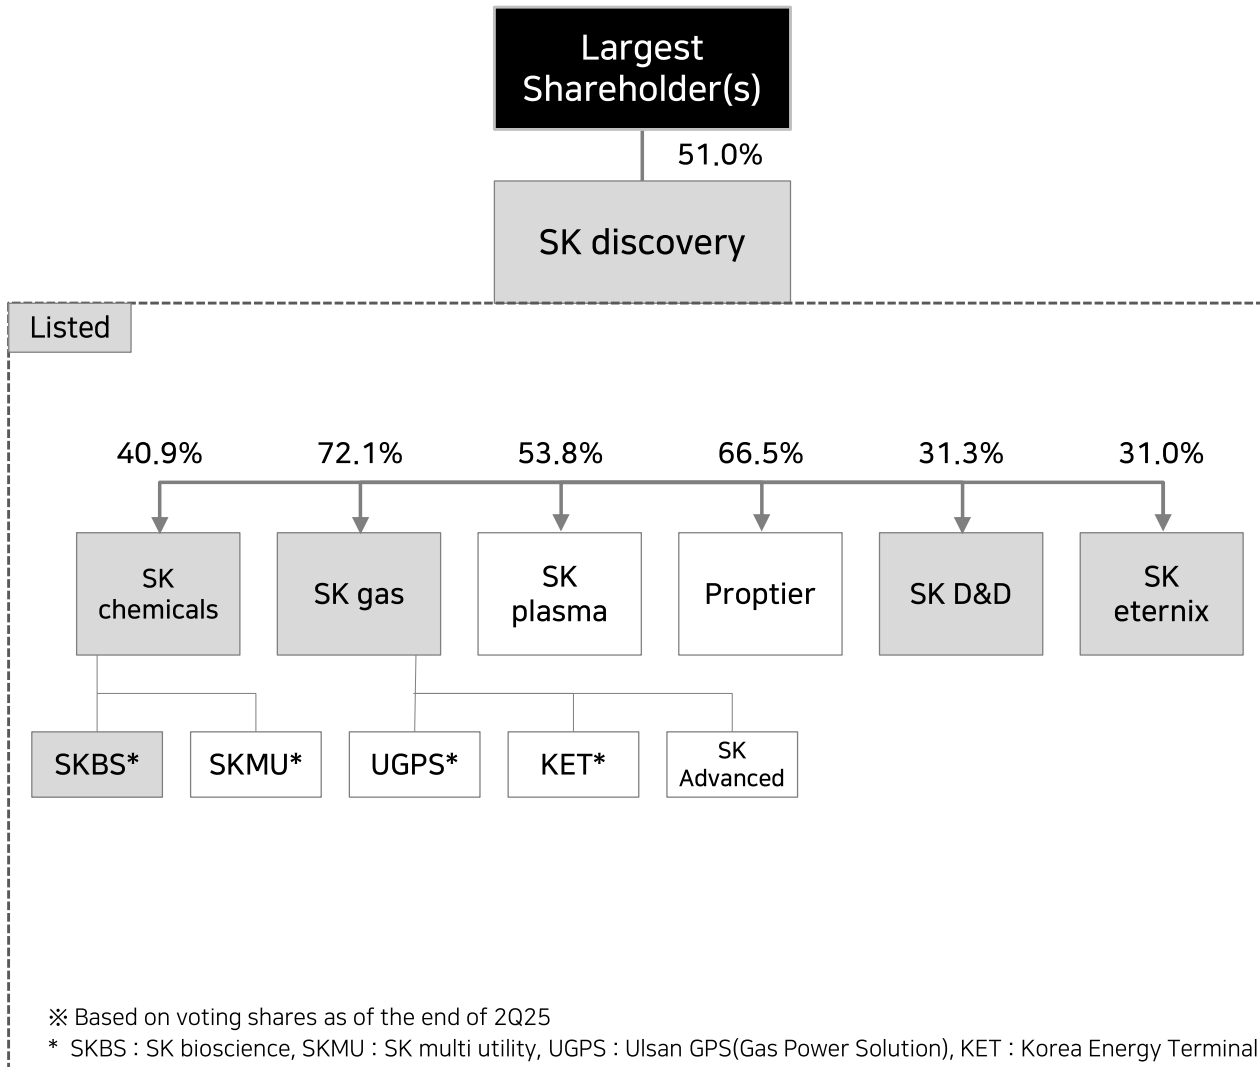 Largest
Shareholder(s)
51.0%
SK discovery
Listed
40.9% 72.1% 53.8% 66.5% 31.3% 31.0%
SK
chemicals
SK gas
SK
plasma
Proptier
SK D&D
SK
eternix
SKBS*
SKMU*
UGPS*
KET*
SK
Advanced
※ Based on voting shares as of the end of 2Q25
* SKBS : SK bioscience, SKMU : SK multi utility, UGPS : Ulsan GPS(Gas Power Solution), KET : Korea Energy Terminal